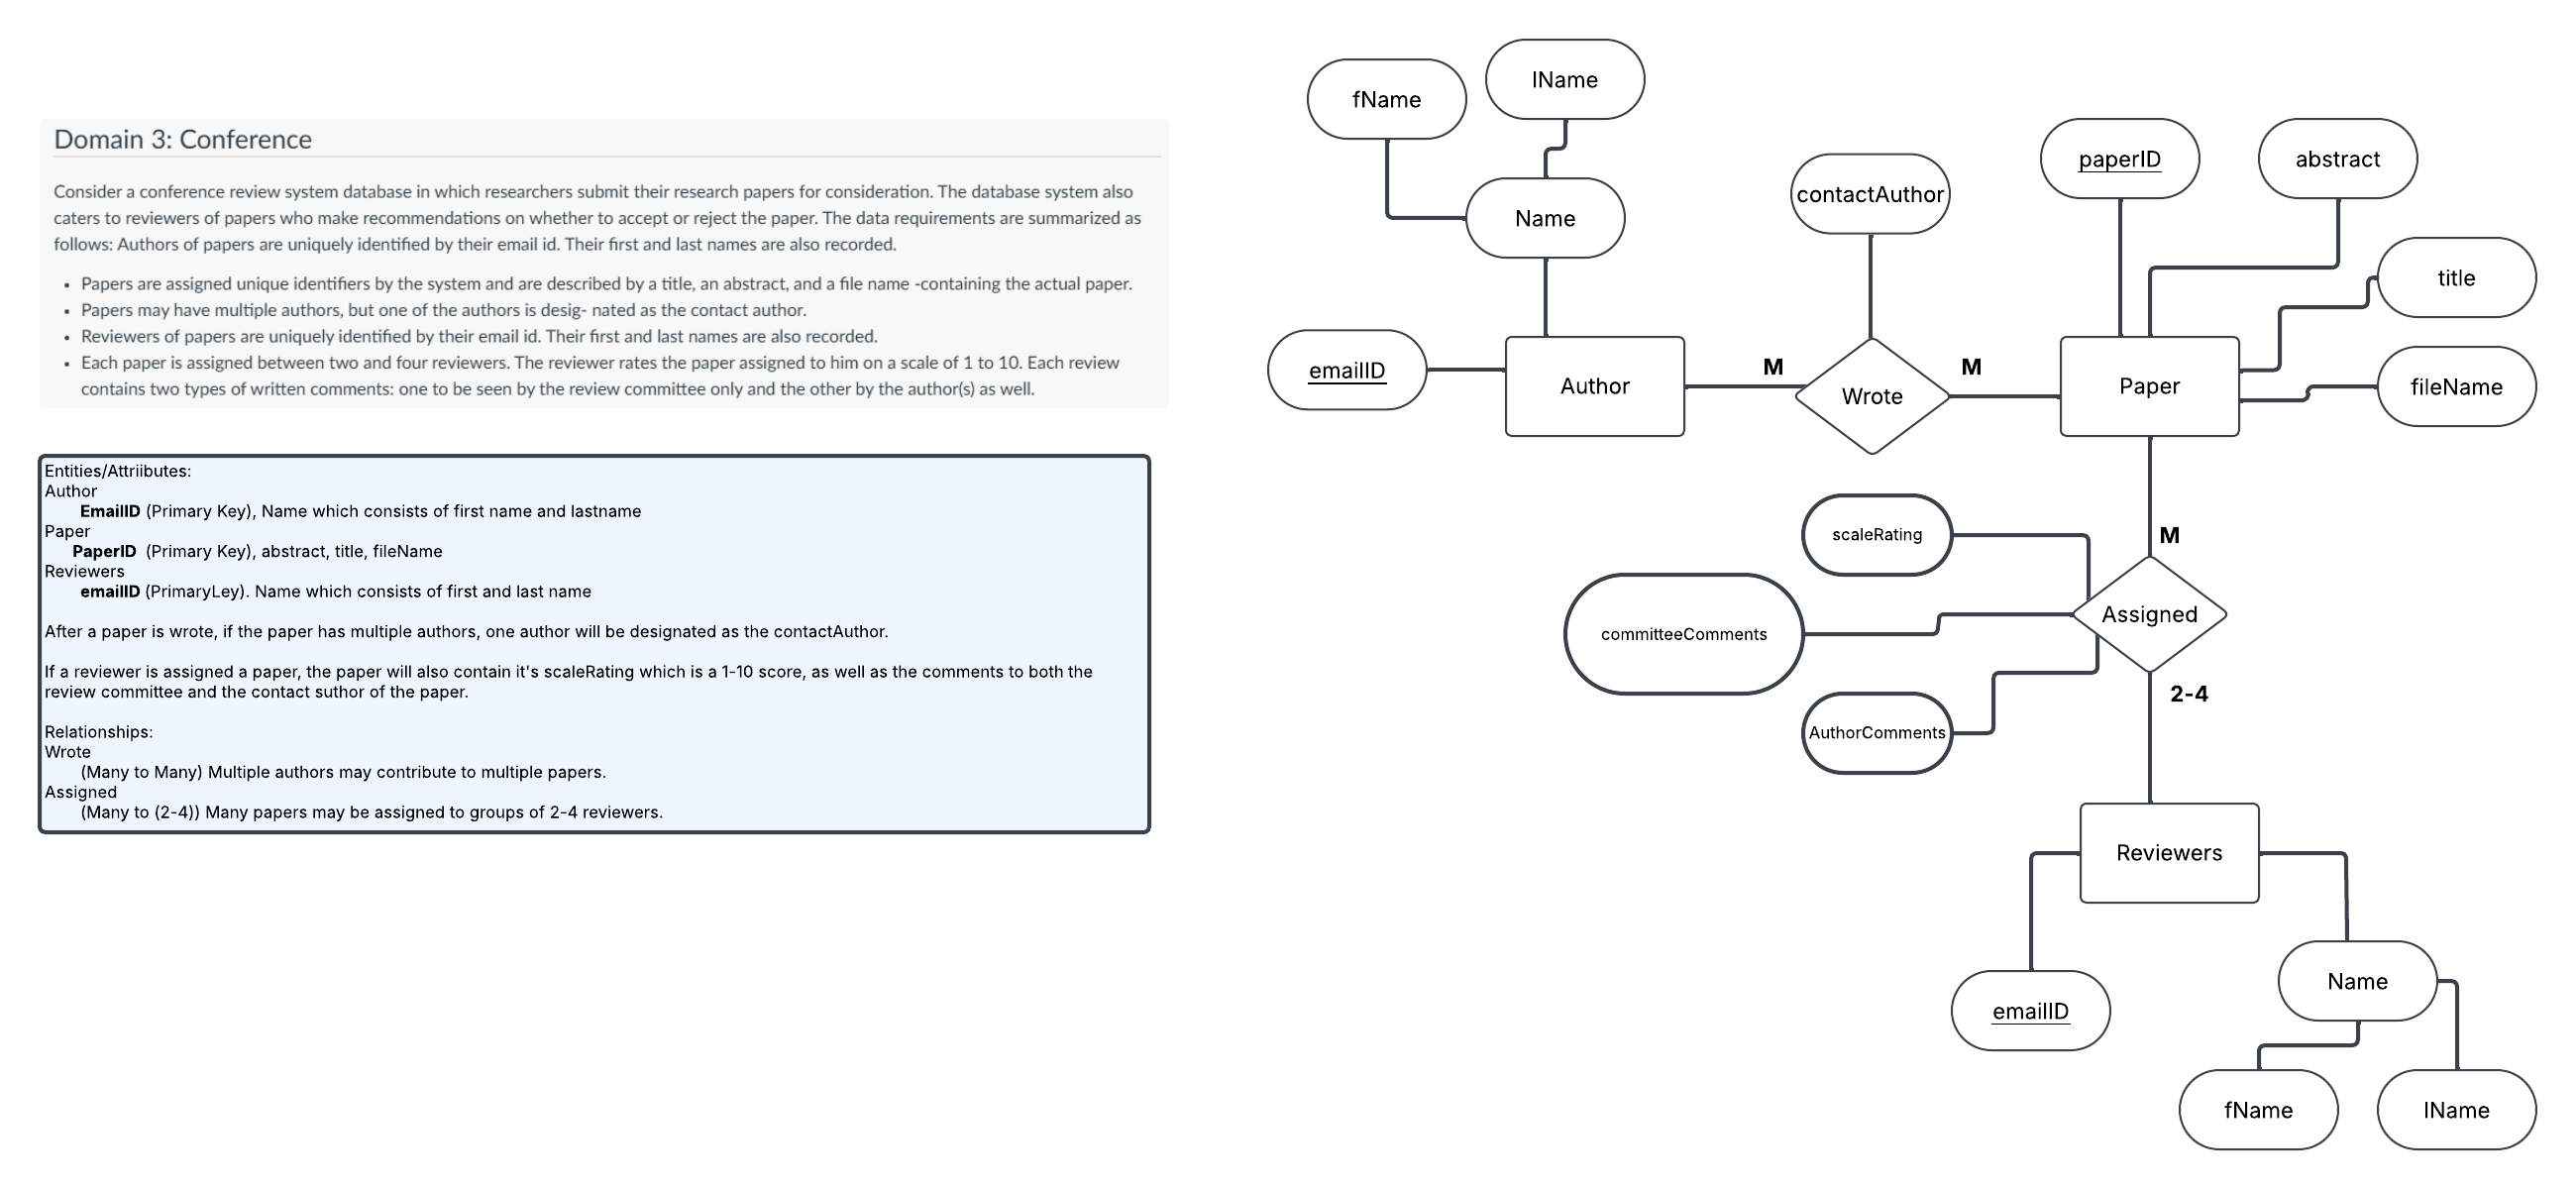 Domain 3: Conference
Consider a conference review system database in which researchers submit their research papers for consideration. The database system also
caters to reviewers of papers who make recommendations on whether to accept or reject the paper. The data requirements are summarized as
follows: Authors of papers are uniquely identified by their email id. Their first and last names are also recorded.
• Papers are assigned unique identifiers by the system and are described by a title, an abstract, and a file name -containing the actual paper.
• Papers may have multiple authors, but one of the authors is desig- nated as the contact author.
• Reviewers of papers are uniquely identified by their email id. Their first and last names are also recorded.
• Each paper is assigned between two and four reviewers. The reviewer rates the paper assigned to him on a scale of 1 to 10. Each review
contains two types of written comments: one to be seen by the review committee only and the other by the author(s) as well.
Entities/Attriibutes:
Author
EmailID (Primary Key), Name which consists of first name and lastname
Paper
PaperID (Primary Key), abstract, title, fileName
Reviewers
emailID (PrimaryLey). Name which consists of first and last name
After a paper is wrote, if the paper has multiple authors, one author will be designated as the contactAuthor.
If a reviewer is assigned a paper, the paper will also contain it's scaleRating which is a 1-10 score, as well as the comments to both the
review committee and the contact suthor of the paper.
Relationships:
Wrote
(Many to Many) Multiple authors may contribute to multiple papers.
Assigned
(Many to (2-4)) Many papers may be assigned to groups of 2-4 reviewers.
fName
lName
Name
contactAuthor
paperID
abstract
title
emailID
Author
M
Wrote
M
Paper
fileName
scaleRating
M
committeeComments
Assigned
2-4
AuthorComments
Reviewers
emailID
Name
fName
lName